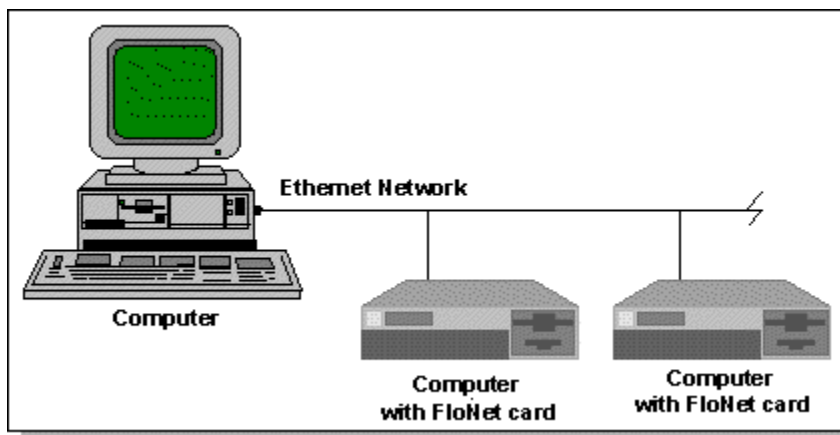 Ethernet Network
Computer
Computer
with FloNet card
Computer
with FloNet card